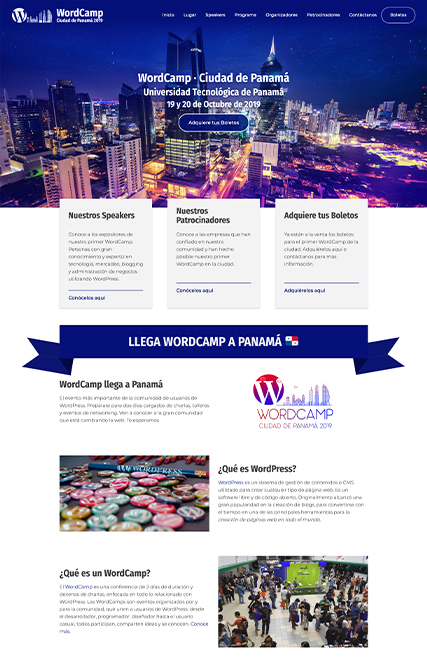 WordCamp
Ciudad de Panamá 2019
Inicio Lugar Speakers Programa Organizadores Patrocinadores Contáctanos Boletos
WordCamp · Ciudad de Panamá
Universidad Tecnológica de Panamá
19 y 20 de Octubre de 2019
Adquiere tus Boletos
Nuestros Speakers
Conoce a los expositores de
nuestro primer WordCamp.
Personas con gran
conocimiento y experto en
tecnología, mercadeo, blogging
y administración de negocios
utilizando WordPress.
Conócelos aquí
Nuestros
Patrocinadores
Conoce a las empresas que han
confiado en nuestra
comunidad y han hecho
posible nuestro primer
WordCamp en la ciudad.
Conócelos aquí
Adquiere tus Boletos
Ya están a la venta los boletos
para el primer WordCamp de la
ciudad. Adquiérelos aquí o
contáctanos para más
información.
Adquiérelos aquí
LLEGA WORDCAMP A PANAMÁ
WordCamp llega a Panamá
El evento más importante de la comunidad de usuarios de
WordPress. Prepárate para dos días cargados de charlas, talleres
y eventos de networking. Ven a conocer a la gran comunidad
que está cambiando la web. Te esperamos.
WORDCAMP
CIUDAD DE PANAMÁ 2019
WORDPRESS
¿Qué es WordPress?
WordPress es un sistema de gestión de contenidos o CMS
utilizado para crear cualquier tipo de página web. Es un
software libre y de código abierto. Originalmente alcanzó una
gran popularidad en la creación de blogs, para convertirse con
el tiempo en una de las principales herramientas para la
creación de páginas web en todo el mundo.
¿Qué es un WordCamp?
El WordCamp es una conferencia de 2 días de duración y
decenas de charlas, enfocada en todo lo relacionado con
WordPress. Las WordCamps son eventos organizados por y
para la comunidad, que unen a usuarios de WordPress: desde
el desarrollador, programador, diseñador hasta el usuario
casual; todos participan, comparten ideas y se conocen. Conoce
más.